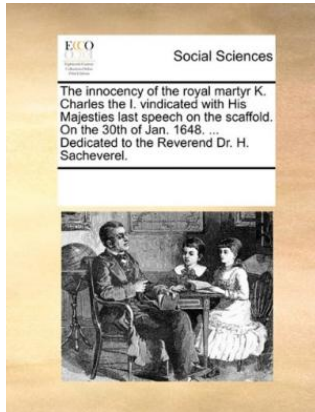 ECCO
Social Sciences
The innocency of the royal martyr K.
Charles the I. vindicated with His
Majesties last speech on the scaffold.
On the 30th of Jan. 1648. ...
Dedicated to the Reverend Dr. H.
Sacheverel.